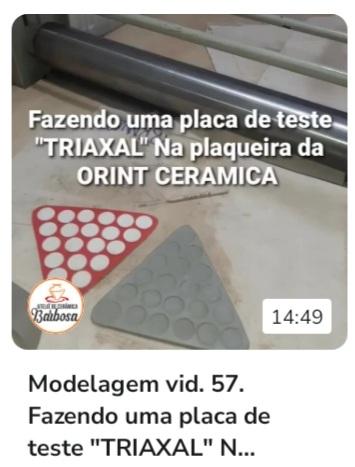 Fazendo uma placa de teste
"TRIAXAL" Na plaqueira da
ORINT CERAMICA
ATELIÊ DE CERÂMICA
Barbosa
14:49
Modelagem vid. 57.
Fazendo uma placa de
teste "TRIAXAL" N...